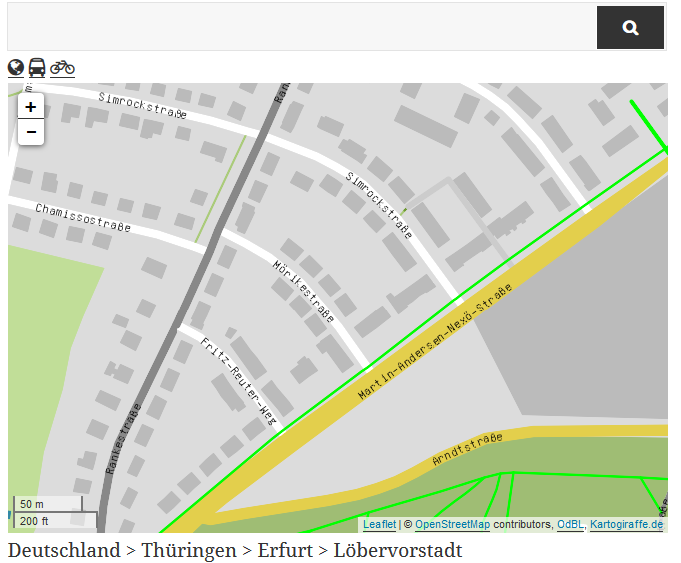 +
−
Simrockstraße
Ran
Simrockstraße
Chamissostraße
Mörikestraße
Martin-Andersen-Nexö-Straße
Fritz-Reuter-Weg
Rankestraße
Arndtstraße
50 m
200 ft
Leaflet | © OpenStreetMap contributors, OdBL, Kartogiraffe.de
Deutschland > Thüringen > Erfurt > Löbervorstadt